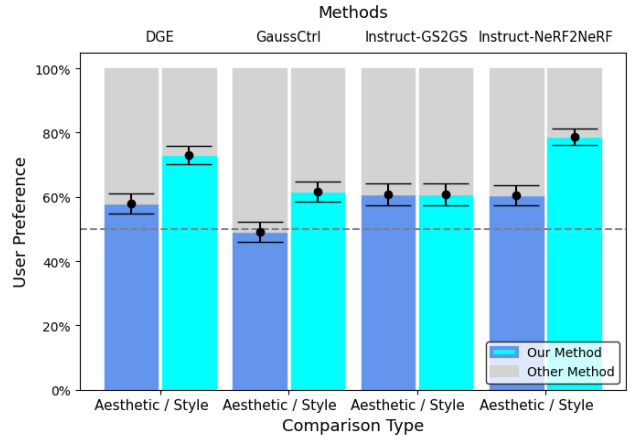 Methods
DGE GaussCtrl Instruct-GS2GS Instruct-NeRF2NeRF
100%
80%
60%
40%
20%
0%
User Preference
Our Method
Other Method
Aesthetic / Style Aesthetic / Style Aesthetic / Style Aesthetic / Style
Comparison Type